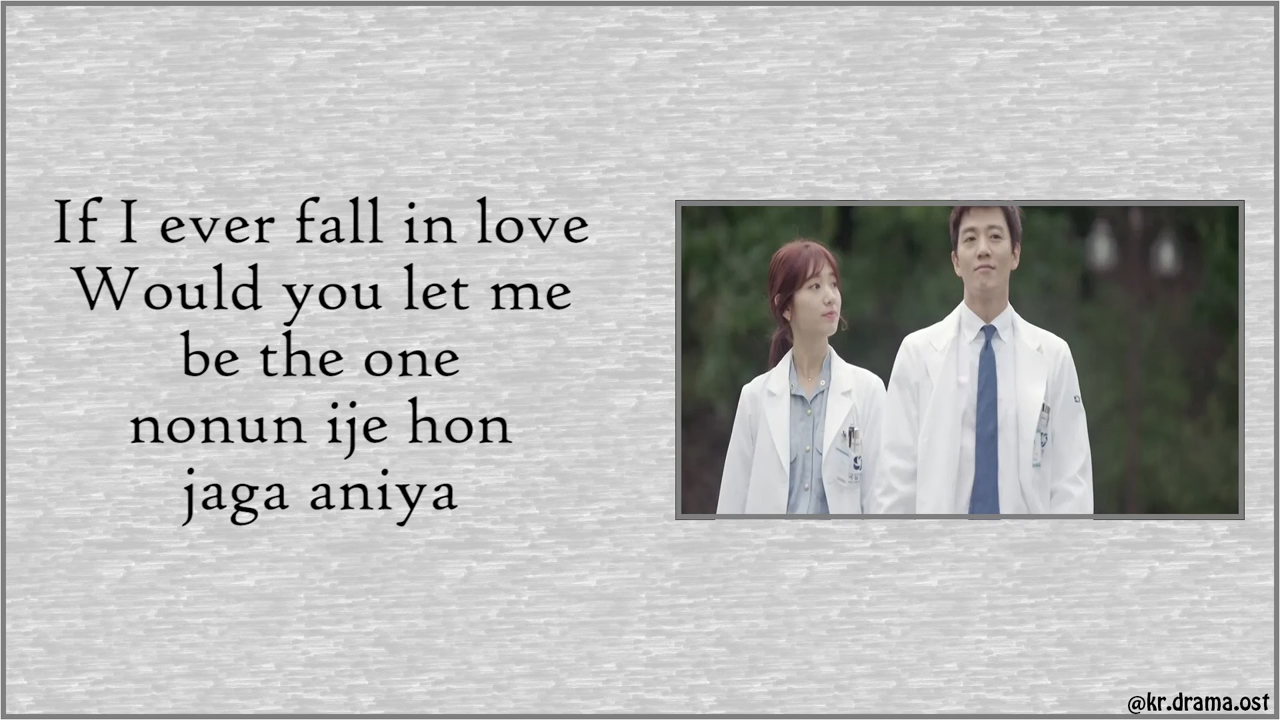 If I ever fall in love
Would you let me
be the one
nonun ije hon
jaga aniya
@kr.drama.ost